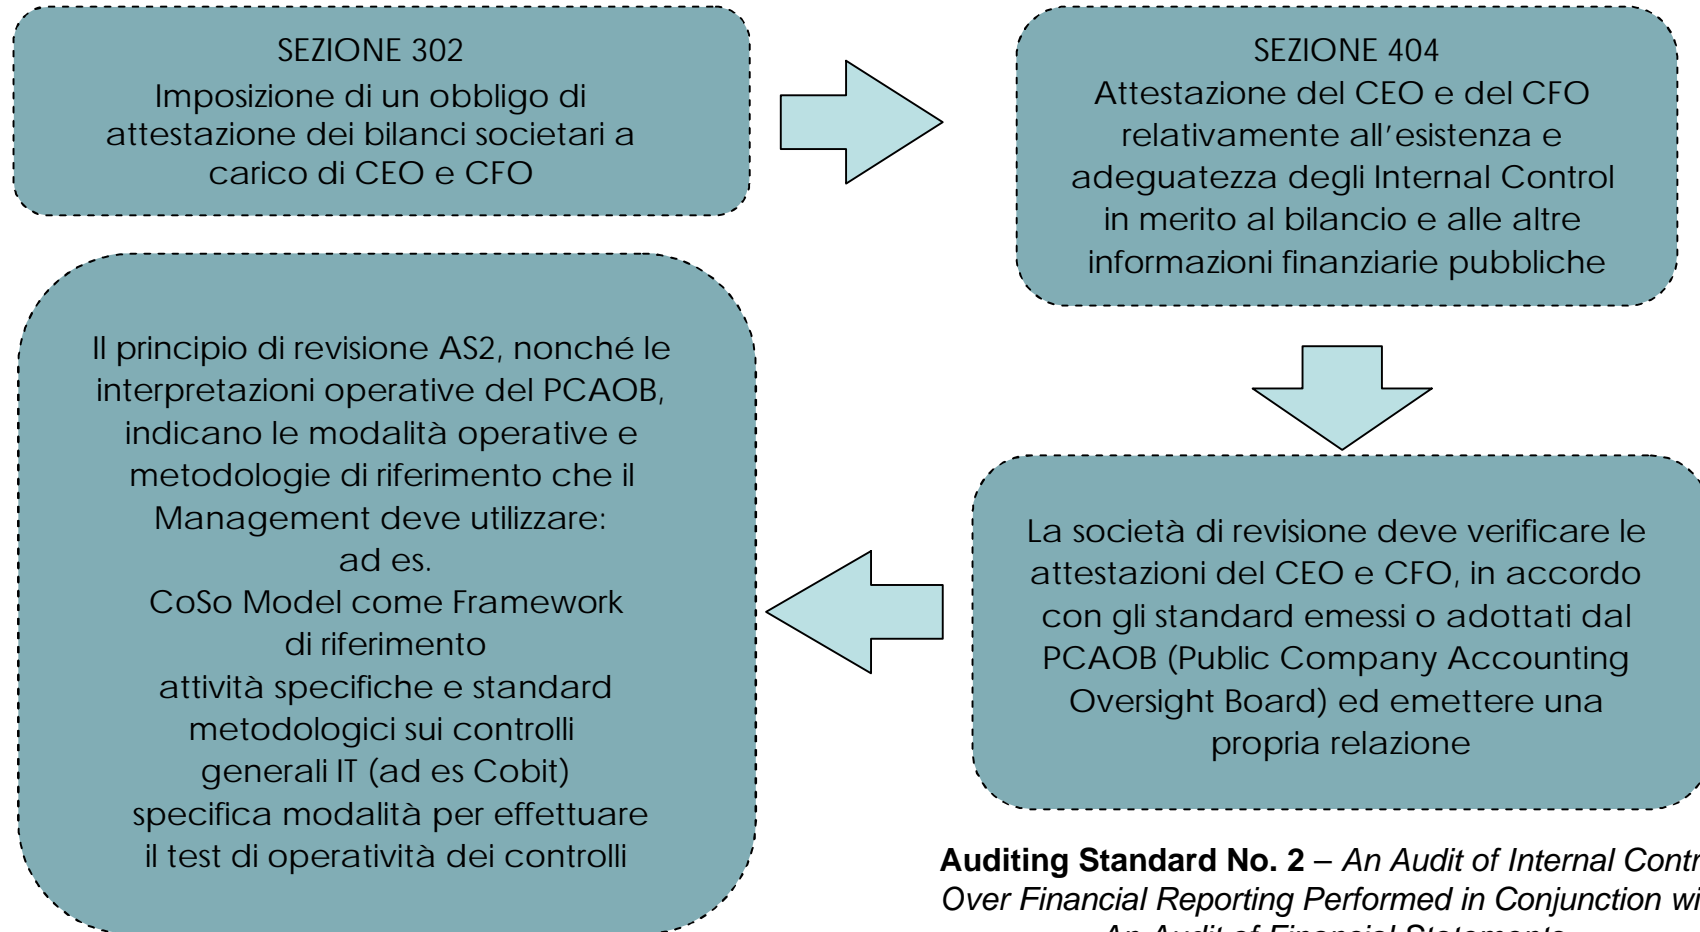 SEZIONE 302
Imposizione di un obbligo di
attestazione dei bilanci societari a
carico di CEO e CFO
SEZIONE 404
Attestazione del CEO e del CFO
relativamente all’esistenza e
adeguatezza degli Internal Control
in merito al bilancio e alle altre
informazioni finanziarie pubbliche
La società di revisione deve verificare le
attestazioni del CEO e CFO, in accordo
con gli standard emessi o adottati dal
PCAOB (Public Company Accounting
Oversight Board) ed emettere una
propria relazione
Il principio di revisione AS2, nonché le
interpretazioni operative del PCAOB,
indicano le modalità operative e
metodologie di riferimento che il
Management deve utilizzare:
ad es.
CoSo Model come Framework
di riferimento
attività specifiche e standard
metodologici sui controlli
generali IT (ad es Cobit)
specifica modalità per effettuare
il test di operatività dei controlli
Auditing Standard No. 2 – An Audit of Internal Contr
Over Financial Reporting Performed in Conjunction wi
An Audit of Financial Statements